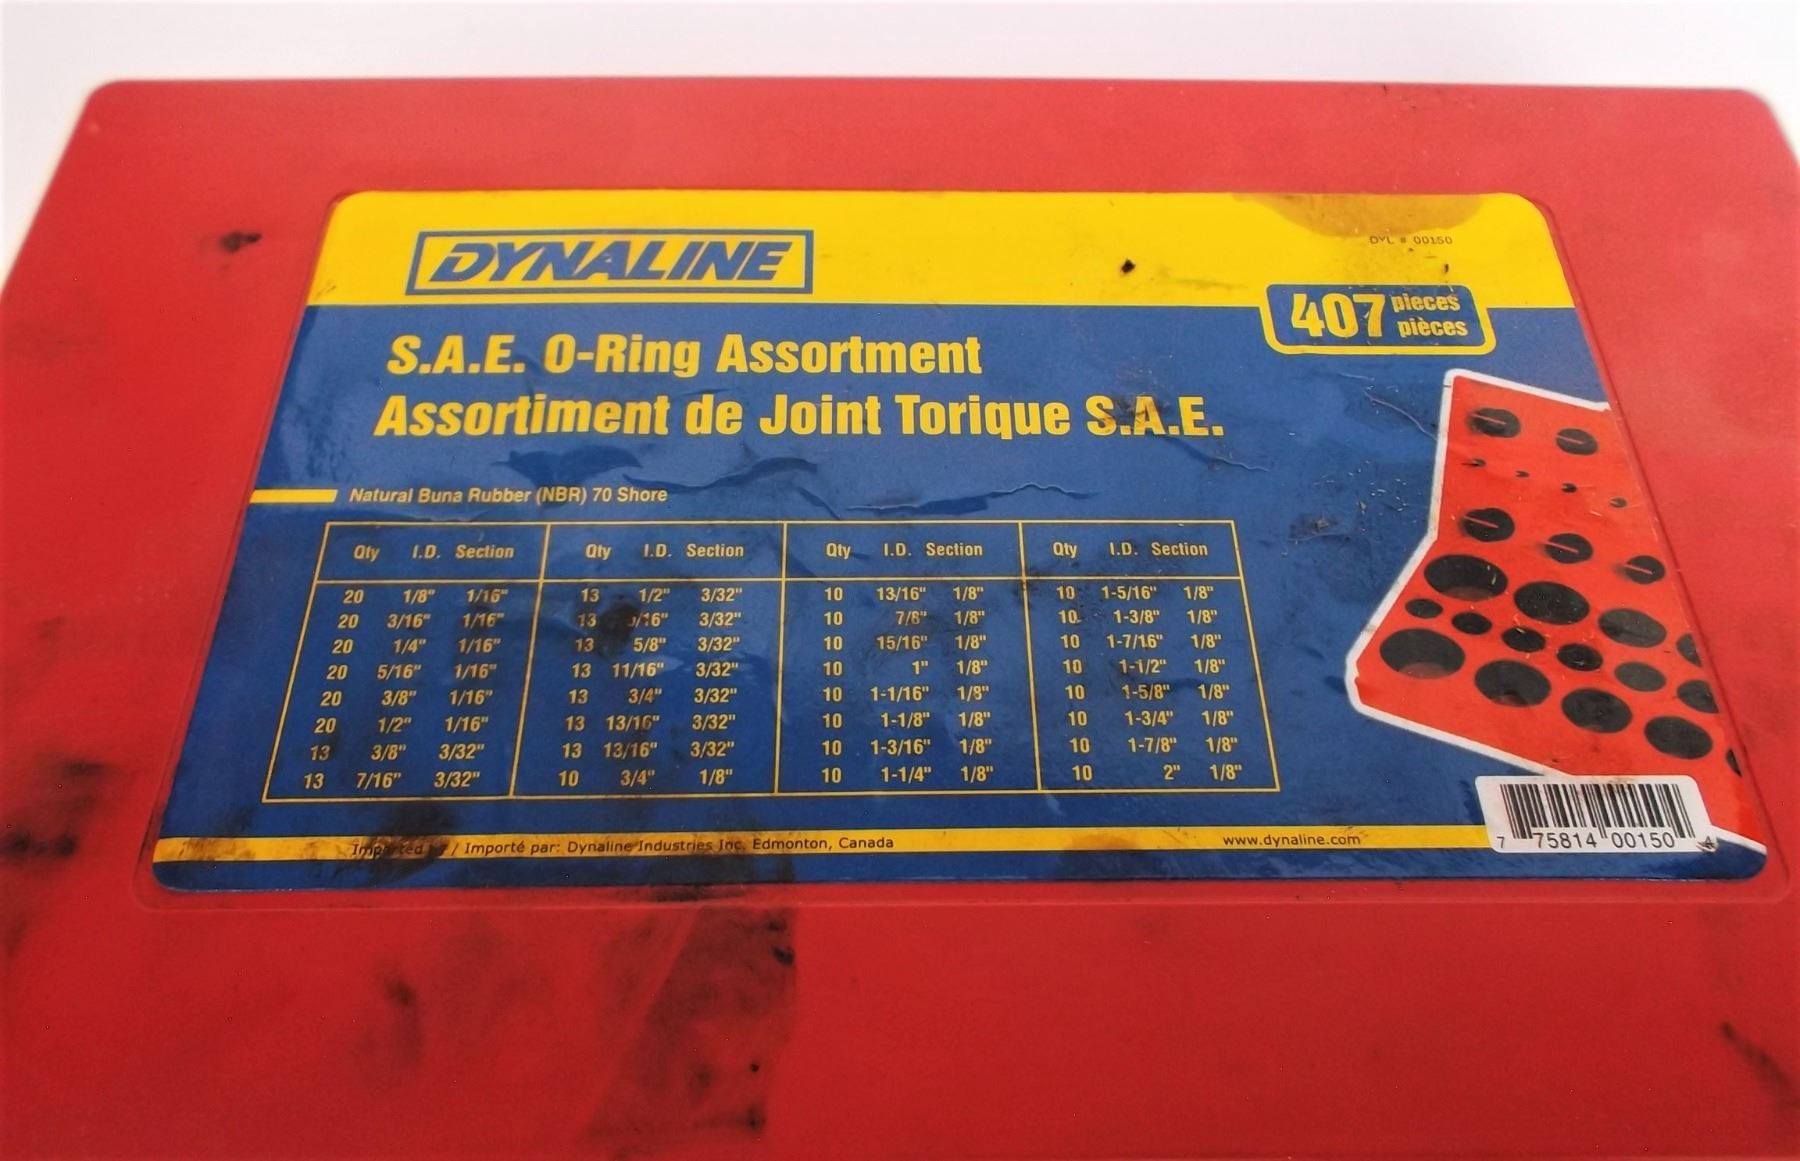 DYNALINE
DYL # 00150
407 pieces
pièces
S.A.E. O-Ring Assortment
Assortiment de Joint Torique S.A.E.
Natural Buna Rubber (NBR) 70 Shore
Qty I.D. Section Qty I.D. Section Qty I.D. Section Qty I.D. Section
20 1/8" 1/16" 13 1/2" 3/32" 10 13/16" 1/8" 10 1-5/16" 1/8"
20 3/16" 1/16" 13 3/32" 10 7/8" 1/8" 10 1-3/8" 1/8"
20 1/4" 1/16" 13 5/8" 3/32" 10 15/16" 1/8" 10 1-7/16" 1/8"
20 5/16" 1/16" 13 11/16" 3/32" 10 1" 1/8" 10 1-1/2" 1/8"
20 3/8" 1/16" 13 3/4" 3/32" 10 1-1/16" 1/8" 10 1-5/8" 1/8"
20 1/2" 1/16" 13 13/16" 3/32" 10 1-1/8" 1/8" 10 1-3/4" 1/8"
13 3/8" 3/32" 13 13/16" 3/32" 10 1-3/16" 1/8" 10 1-7/8" 1/8"
13 7/16" 3/32" 10 3/4" 1/8" 10 1-1/4" 1/8" 10 2" 1/8"
Imported by / Importé par: Dynaline Industries Inc. Edmonton, Canada
www.dynaline.com
7 75814 00150 4